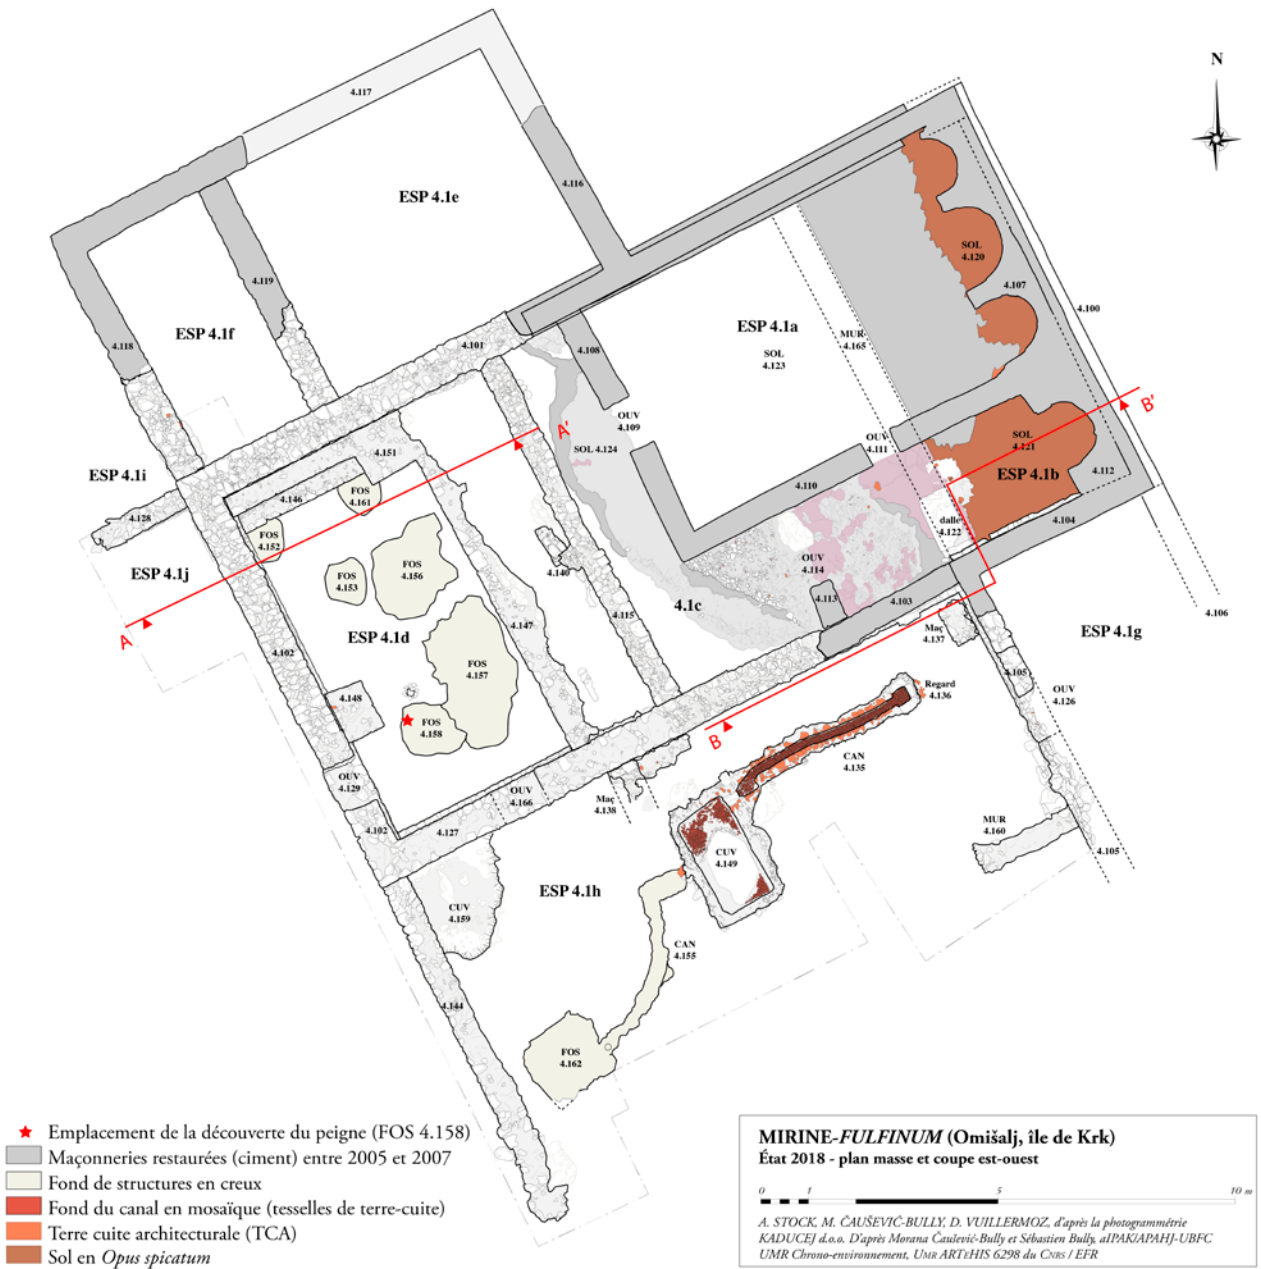 N
4.117
ESP 4.1e
4.116
4.119
ESP 4.1f
4.118
4.101
SOL
4.120
4.107
4.100
ESP 4.1a
SOL
4.123
MUR
4.165
4.108
OUV
4.109
A'
B'
SOL 4.124
OUV
4.111
SOL
4.121
ESP 4.1b
4.112
4.151
ESP 4.1i
4.146
FOS
4.161
4.110
4.128
FOS
4.152
dalle
4.122
4.104
FOS
4.156
OUV
4.114
ESP 4.1j
FOS
4.153
4.140
4.113
4.103
4.1c
4.115
4.106
A
ESP 4.1d
4.147
Maç
4.137
ESP 4.1g
4.102
FOS
4.157
4.105
Regard
4.136
OUV
4.126
4.148
FOS
4.158
B
CAN
4.135
OUV
4.129
OUV
4.166
Maç
4.138
4.102
4.127
MUR
4.160
4.105
CUV
4.149
ESP 4.1h
CUV
4.159
CAN
4.155
4.144
FOS
4.162
Emplacement de la découverte du peigne (FOS 4.158)
Maçonneries restaurées (ciment) entre 2005 et 2007
Fond de structures en creux
Fond du canal en mosaïque (tesselles de terre-cuite)
Terre cuite architecturale (TCA)
Sol en Opus spicatum
MIRINE-FULFINUM (Omišalj, île de Krk)
État 2018 - plan masse et coupe est-ouest
0 1 5 10 m
A. STOCK, M. ČAUŠEVIĆ-BULLY, D. VUILLERMOZ, d'après la photogrammétrie
KADUCEJ d.o.o. D'après Morana Čaušević-Bully et Sébastien Bully, aIPAK/APAHJ-UBFC
UMR Chrono-environnement, UMR ARTEHIS 6298 du CNRS / EFR